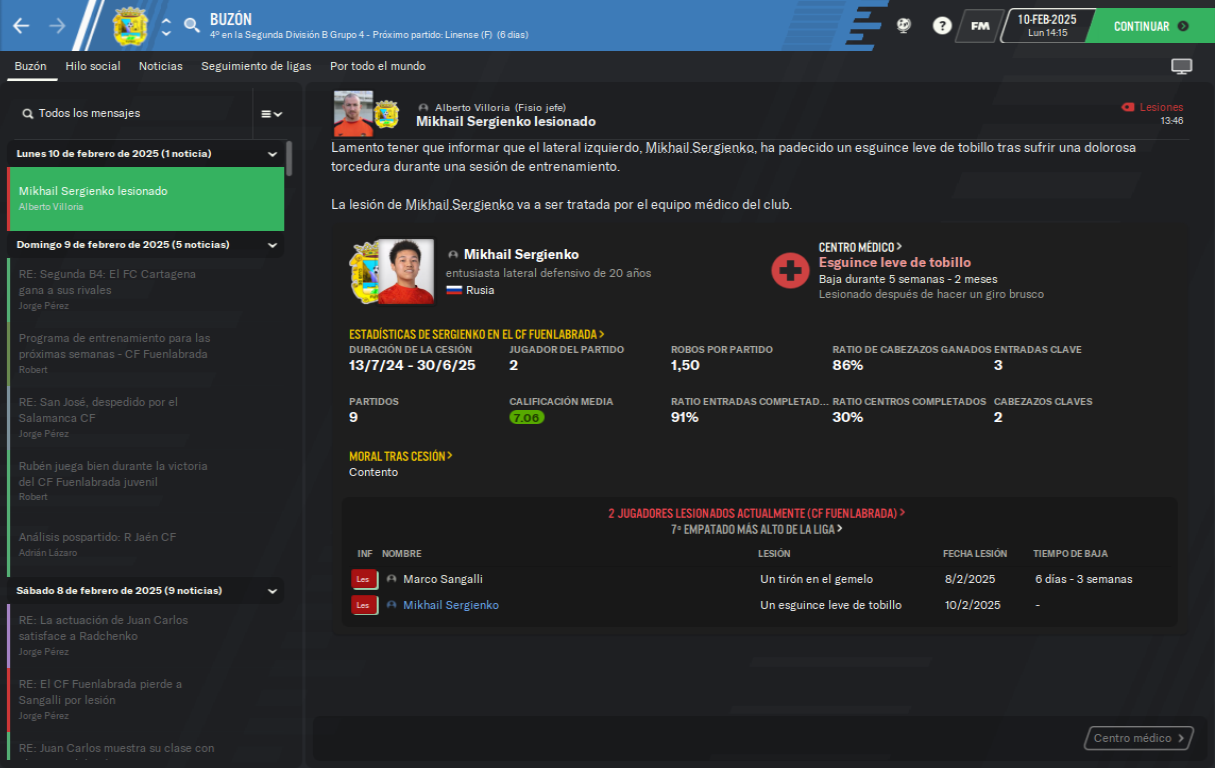 BUZÓN
4º en la Segunda División B Grupo 4 - Próximo partido: Linense (F) (6 días)
?
FM
10-FEB-2025
Lun 14:15
CONTINUAR
Buzón
Hilo social
Noticias
Seguimiento de ligas
Por todo el mundo
Todos los mensajes
Lunes 10 de febrero de 2025 (1 noticia)
Mikhail Sergienko lesionado
Alberto Villoria
Domingo 9 de febrero de 2025 (5 noticias)
RE: Segunda B4: El FC Cartagena
gana a sus rivales
Jorge Pérez
Programa de entrenamiento para las
próximas semanas - CF Fuenlabrada
Robert
RE: San José, despedido por el
Salamanca CF
Jorge Pérez
Rubén juega bien durante la victoria
del CF Fuenlabrada juvenil
Robert
Análisis pospartido: R Jaén CF
Adrián Lázaro
Sábado 8 de febrero de 2025 (9 noticias)
RE: La actuación de Juan Carlos
satisface a Radchenko
Jorge Pérez
RE: El CF Fuenlabrada pierde a
Sangalli por lesión
Jorge Pérez
RE: Juan Carlos muestra su clase con
Alberto Villoria (Fisio jefe)
Mikhail Sergienko lesionado
Lesiones
13:46
Lamento tener que informar que el lateral izquierdo, Mikhail Sergienko, ha padecido un esguince leve de tobillo tras sufrir una dolorosa
torcedura durante una sesión de entrenamiento.
La lesión de Mikhail Sergienko va a ser tratada por el equipo médico del club.
Mikhail Sergienko
entusiasta lateral defensivo de 20 años
Rusia
CENTRO MÉDICO >
Esguince leve de tobillo
Baja durante 5 semanas - 2 meses
Lesionado después de hacer un giro brusco
ESTADÍSTICAS DE SERGIENKO EN EL CF FUENLABRADA >
DURACIÓN DE LA CESIÓN JUGADOR DEL PARTIDO ROBOS POR PARTIDO RATIO DE CABEZAZOS GANADOS ENTRADAS CLAVE
13/7/24 - 30/6/25 2 1,50 86% 3
PARTIDOS CALIFICACIÓN MEDIA RATIO ENTRADAS COMPLETAD... RATIO CENTROS COMPLETADOS CABEZAZOS CLAVES
9 7.06 91% 30% 2
MORAL TRAS CESIÓN >
Contento
2 JUGADORES LESIONADOS ACTUALMENTE (CF FUENLABRADA) >
7º EMPATADO MÁS ALTO DE LA LIGA >
INF NOMBRE LESIÓN FECHA LESIÓN TIEMPO DE BAJA
Les Marco Sangalli Un tirón en el gemelo 8/2/2025 6 días - 3 semanas
Les Mikhail Sergienko Un esguince leve de tobillo 10/2/2025 -
Centro médico >